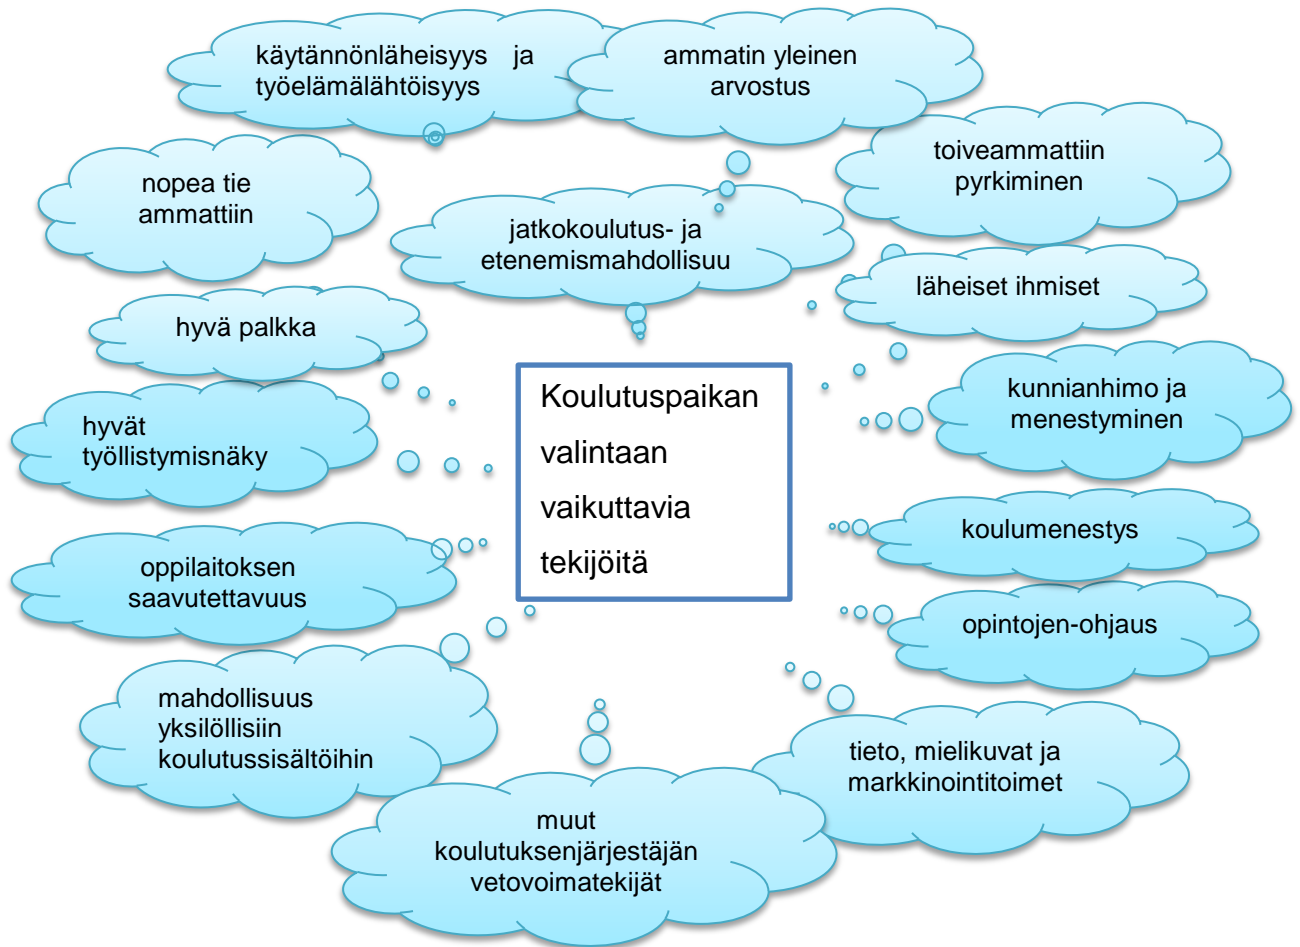 käytännönläheisyys ja
työelämälähtöisyys
ammatin yleinen
arvostus
toiveammattiin
pyrkiminen
nopea tie
ammattiin
jatkokoulutus- ja
etenemismahdollisuu
läheiset ihmiset
hyvä palkka
kunnianhimo ja
menestyminen
hyvät
työllistymisnäky
Koulutuspaikan
valintaan
vaikuttavia
tekijöitä
koulumenestys
oppilaitoksen
saavutettavuus
opintojen-ohjaus
mahdollisuus
yksilöllisiin
koulutussisältöihin
tieto, mielikuvat ja
markkinointitoimet
muut
koulutuksenjärjestäjän
vetovoimatekijät